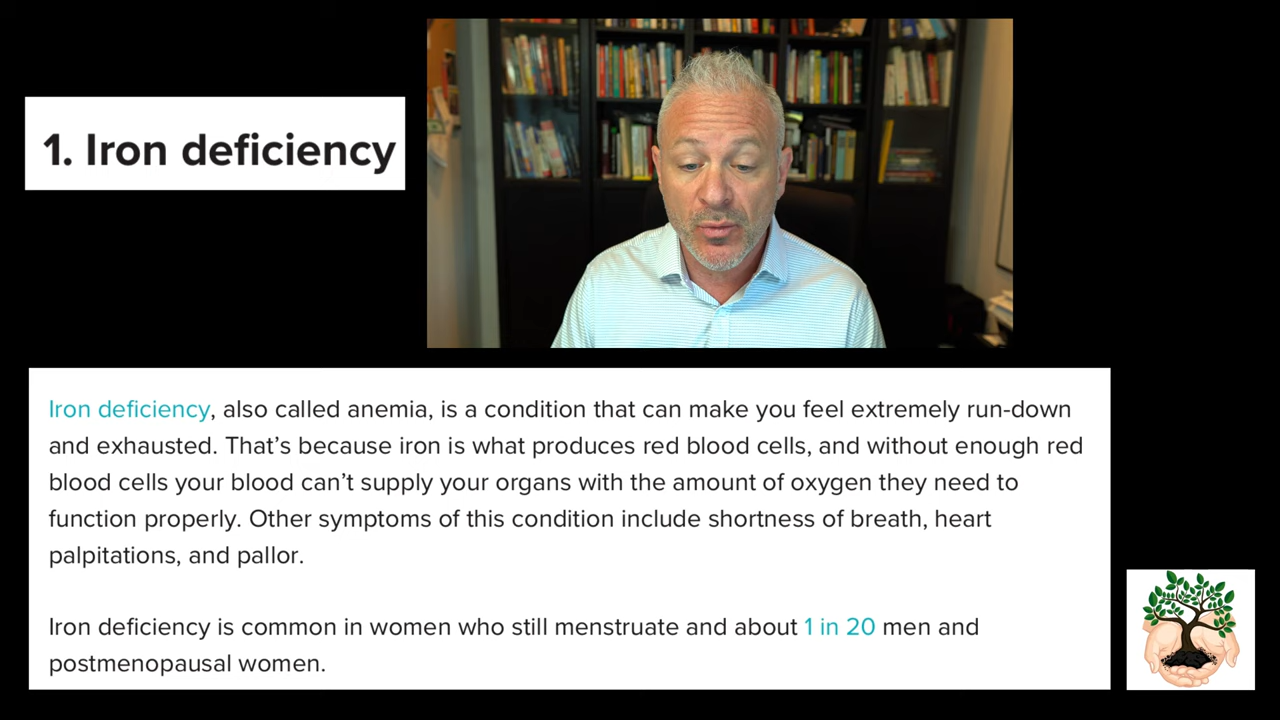 1. Iron deficiency
Iron deficiency, also called anemia, is a condition that can make you feel extremely run-down
and exhausted. That’s because iron is what produces red blood cells, and without enough red
blood cells your blood can’t supply your organs with the amount of oxygen they need to
function properly. Other symptoms of this condition include shortness of breath, heart
palpitations, and pallor.
Iron deficiency is common in women who still menstruate and about 1 in 20 men and
postmenopausal women.